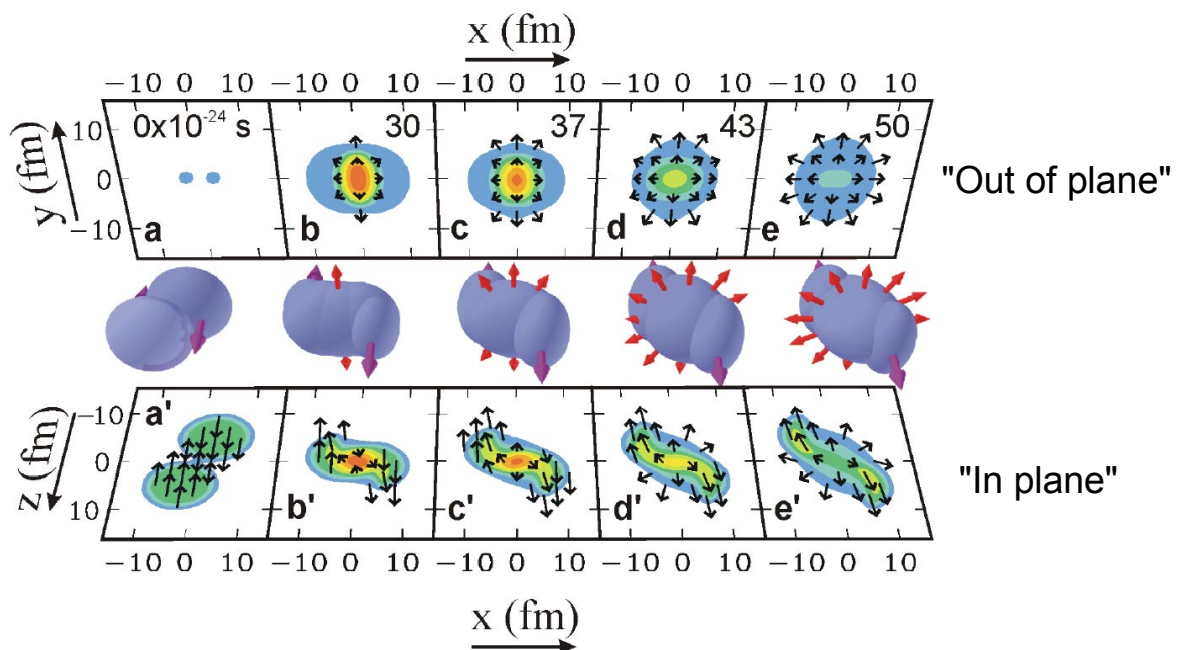 x (fm)
−10 0 10 −10 0 10 −10 0 10 −10 0 10 −10 0 10
0x10⁻²⁴ s 30 37 43 50
y (fm)
10
0
−10
a b c d e
"Out of plane"
a' b' c' d' e'
z (fm)
-10
0
10
"In plane"
−10 0 10 −10 0 10 −10 0 10 −10 0 10 −10 0 10
x (fm)